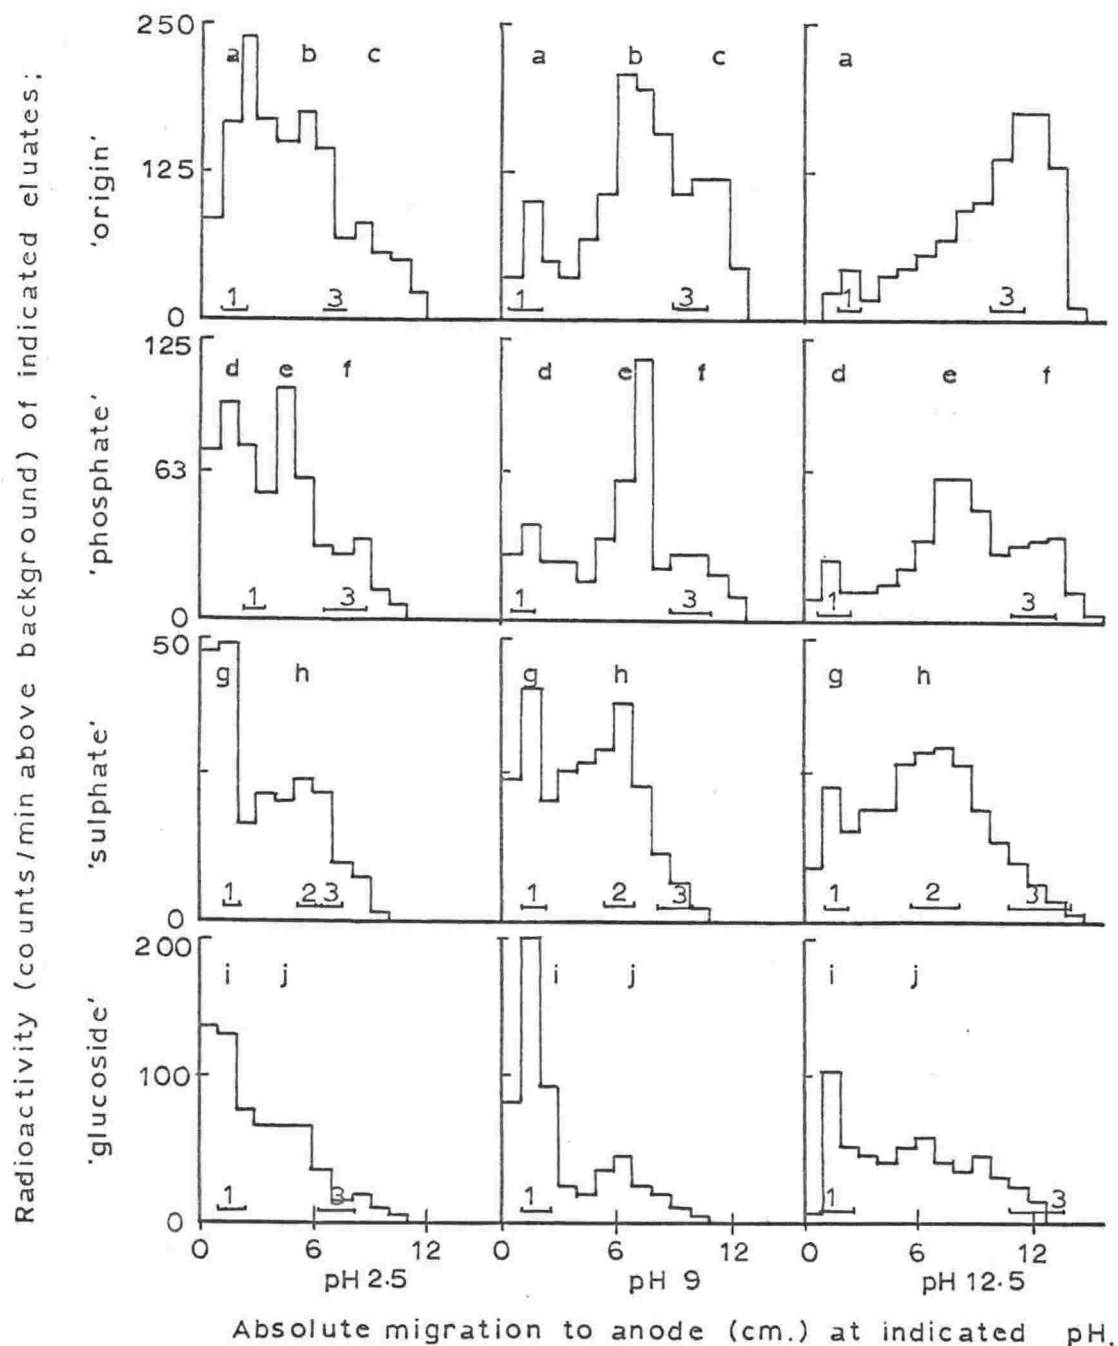 Radioactivity (counts/min above background) of indicated eluates;
'origin'
250
125
0
a b c
1 3
a b c
1 3
a
1 3
'phosphate'
125
63
0
d e f
1 3
d e f
1 3
d e f
1 3
'sulphate'
50
0
g h
1 2 3
g h
1 2 3
g h
1 2 3
'glucoside'
200
100
0
i j
1 3
i j
1
i j
1 3
0 6 12
0 6 12
0 6 12
pH 2·5
pH 9
pH 12·5
Absolute migration to anode (cm.) at indicated pH.